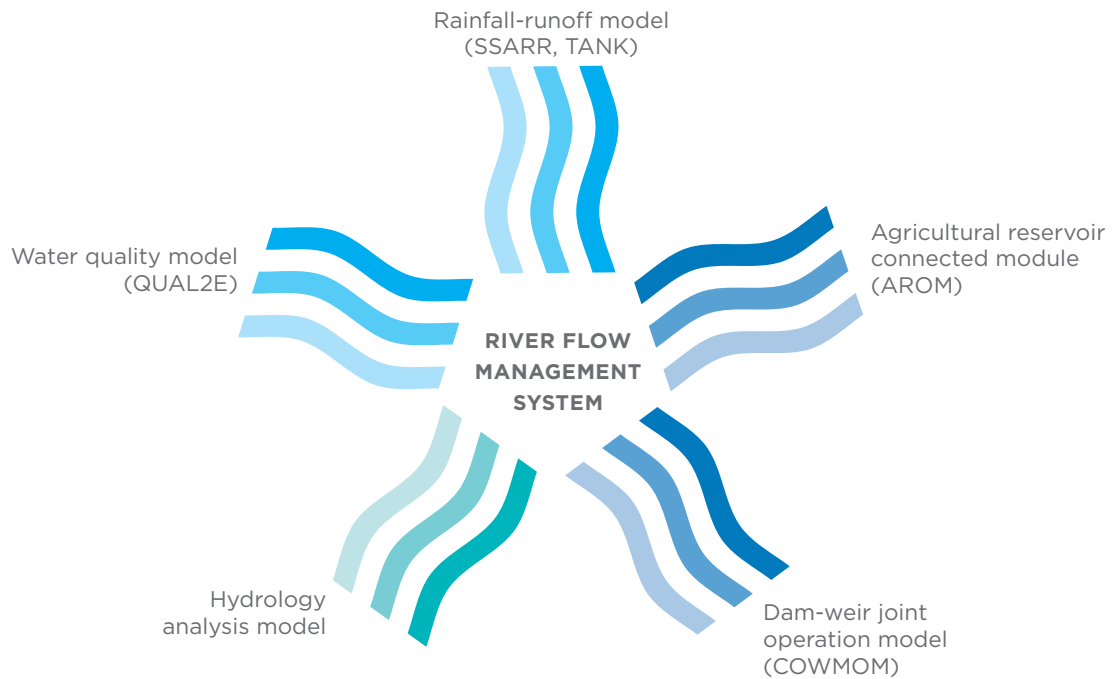 Rainfall-runoff model
(SSARR, TANK)
Water quality model
(QUAL2E)
Agricultural reservoir
connected module
(AROM)
RIVER FLOW
MANAGEMENT
SYSTEM
Hydrology
analysis model
Dam-weir joint
operation model
(COWMOM)